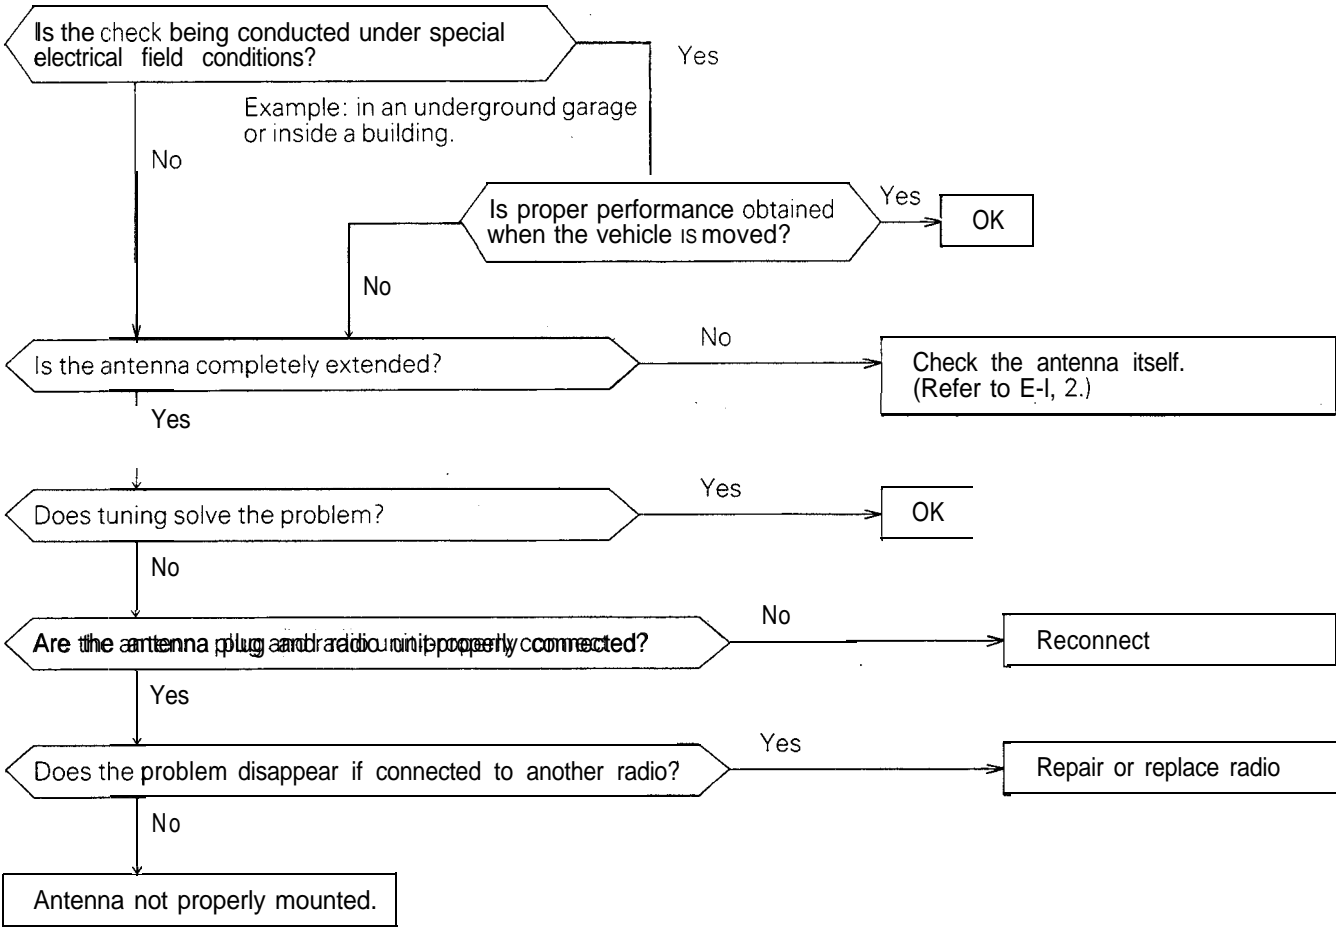 Is the check being conducted under special
electrical field conditions?
Yes
Example: in an underground garage
or inside a building.
No
Is proper performance obtained
when the vehicle is moved?
Yes
OK
No
Is the antenna completely extended?
No
Check the antenna itself.
(Refer to E-I, 2.)
Yes
Does tuning solve the problem?
Yes
OK
No
Are the antenna plug and radio unit properly connected?
No
Reconnect
Yes
Does the problem disappear if connected to another radio?
Yes
Repair or replace radio
No
Antenna not properly mounted.